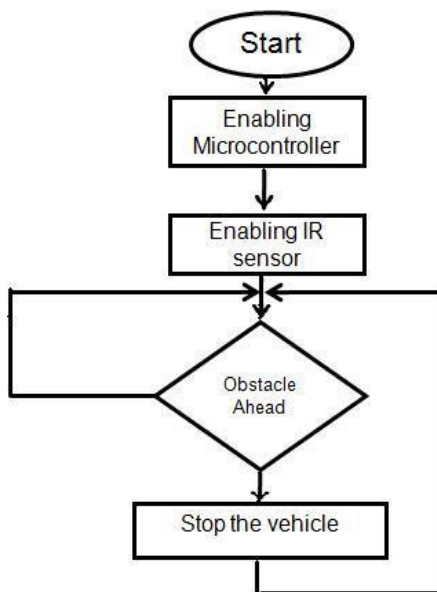 Start
Enabling
Microcontroller
Enabling IR
sensor
Obstacle
Ahead
Stop the vehicle